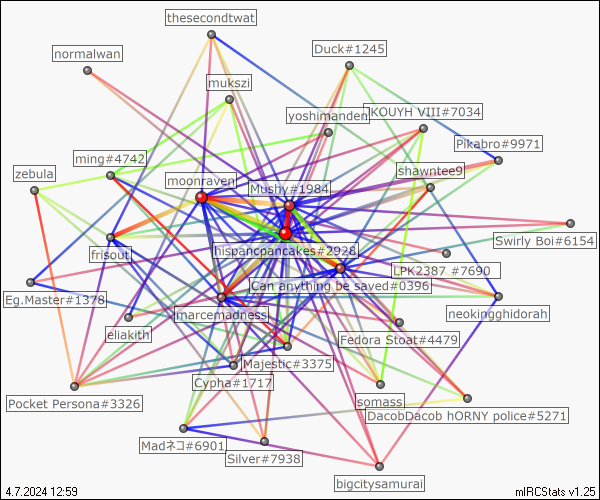 thesecondtwat
normalwan
Duck#1245
mukszi
yoshimanden
KOUYH VIII#7034
Pikabro#9971
ming#4742
zebula
moonraven
Mushy#1984
shawntee9
frisout
hispancpancakes#2928
Swirly Boi#6154
LPK2387 #7690
Eg.Master#1378
Can anything be saved#0396
eliakith
marcemadness
neokingghidorah
Fedora Stoat#4479
Majestic#3375
Cypha#1717
Pocket Persona#3326
somass
DacobDacob hORNY police#5271
Madネコ#6901
Silver#7938
bigcitysamurai
4.7.2024 12:59
mIRCStats v1.25